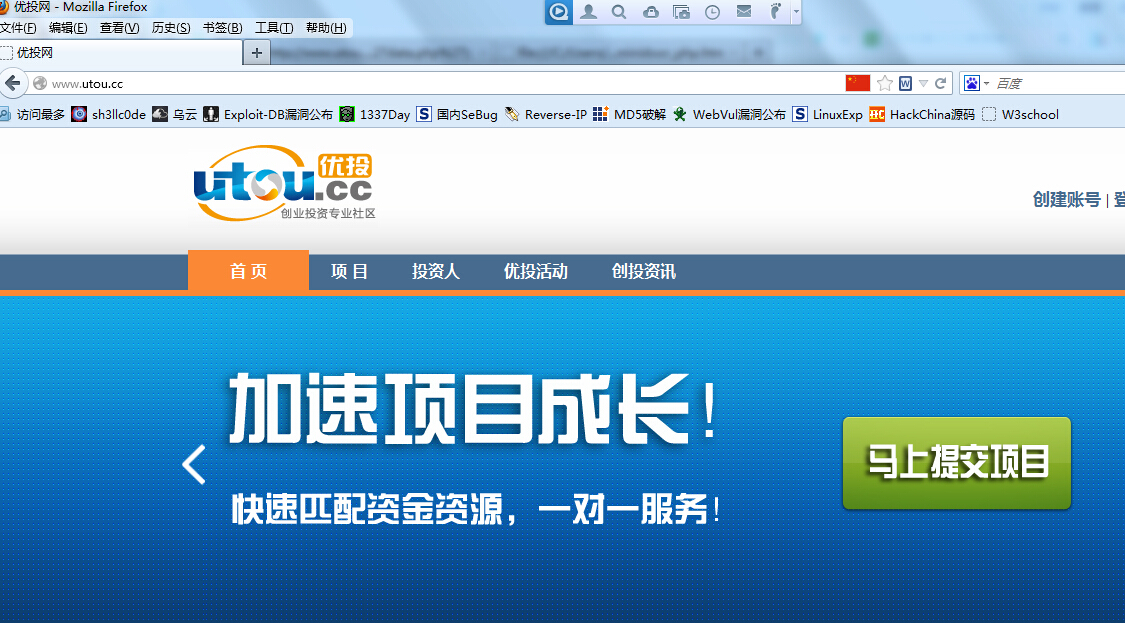 优投网 - Mozilla Firefox
文件(F) 编辑(E) 查看(V) 历史(S) 书签(B) 工具(T) 帮助(H)
优投网 +
www.utou.cc W 百度
访问最多 sh3llc0de 乌云 Exploit-DB漏洞公布 1337Day S 国内SeBug Reverse-IP MD5破解 WebVul漏洞公布 S LinuxExp HC HackChina源码 W3school
utou.cc 优投
创业投资专业社区
创建账号 | 登
首 页 项 目 投资人 优投活动 创投资讯
加速项目成长!
马上提交项目
快速匹配资金资源，一对一服务!